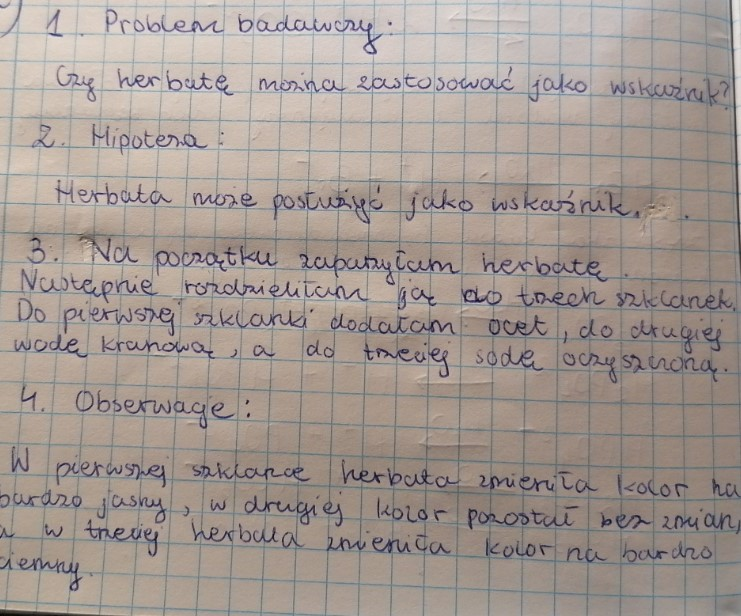 1. Problem badawczy:
Czy herbatę można zastosować jako wskaźnik?
2. Hipoteza:
Herbata może posłużyć jako wskaźnik.
3. Na początku zaparzyłam herbatę.
Następnie rozdzieliłam ją do trzech szklanek.
Do pierwszej szklanki dodałam ocet, do drugiej
wodę kranową, a do trzeciej sodę oczyszczoną.
4. Obserwacje:
W pierwszej szklance herbata zmieniła kolor na
bardzo jasny, w drugiej kolor pozostał bez zmian,
a w trzeciej herbata zmieniła kolor na bardzo
ciemny.